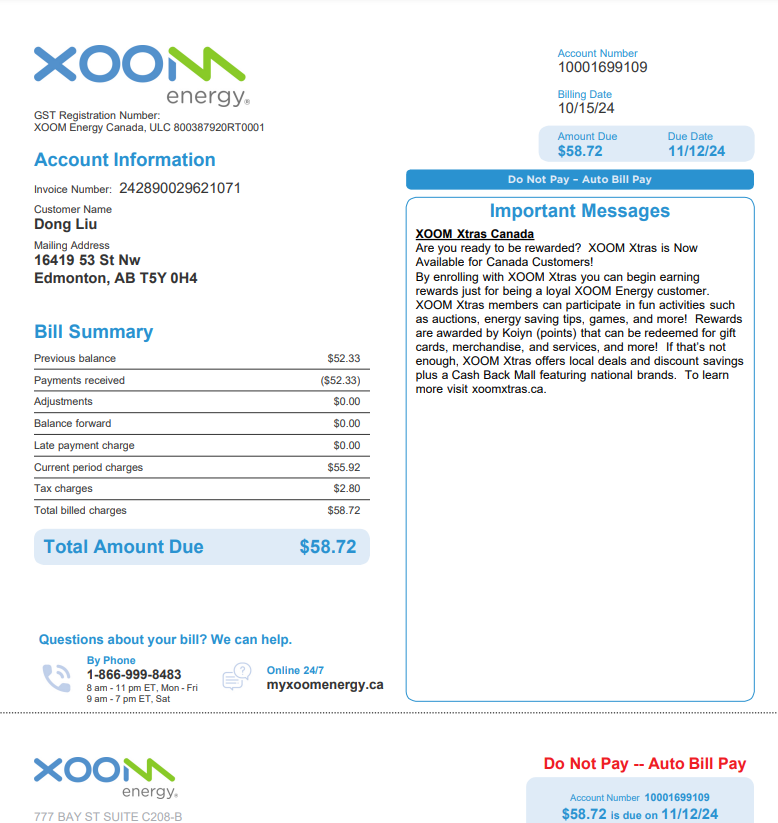 XOOM
energy®
GST Registration Number:
XOOM Energy Canada, ULC 800387920RT0001
Account Number
10001699109
Billing Date
10/15/24
Amount Due Due Date
$58.72 11/12/24
Do Not Pay – Auto Bill Pay
Account Information
Invoice Number: 242890029621071
Customer Name
Dong Liu
Mailing Address
16419 53 St Nw
Edmonton, AB T5Y 0H4
Bill Summary
Previous balance $52.33
Payments received ($52.33)
Adjustments $0.00
Balance forward $0.00
Late payment charge $0.00
Current period charges $55.92
Tax charges $2.80
Total billed charges $58.72
Total Amount Due $58.72
Important Messages
XOOM Xtras Canada
Are you ready to be rewarded? XOOM Xtras is Now
Available for Canada Customers!
By enrolling with XOOM Xtras you can begin earning
rewards just for being a loyal XOOM Energy customer.
XOOM Xtras members can participate in fun activities such
as auctions, energy saving tips, games, and more! Rewards
are awarded by Koiyn (points) that can be redeemed for gift
cards, merchandise, and services, and more! If that's not
enough, XOOM Xtras offers local deals and discount savings
plus a Cash Back Mall featuring national brands. To learn
more visit xoomxtras.ca.
Questions about your bill? We can help.
By Phone
1-866-999-8483
8 am - 11 pm ET, Mon - Fri
9 am - 7 pm ET, Sat
Online 24/7
myxoomenergy.ca
XOOM
energy®
777 BAY ST SUITE C208-B
Do Not Pay -- Auto Bill Pay
Account Number 10001699109
$58.72 is due on 11/12/24